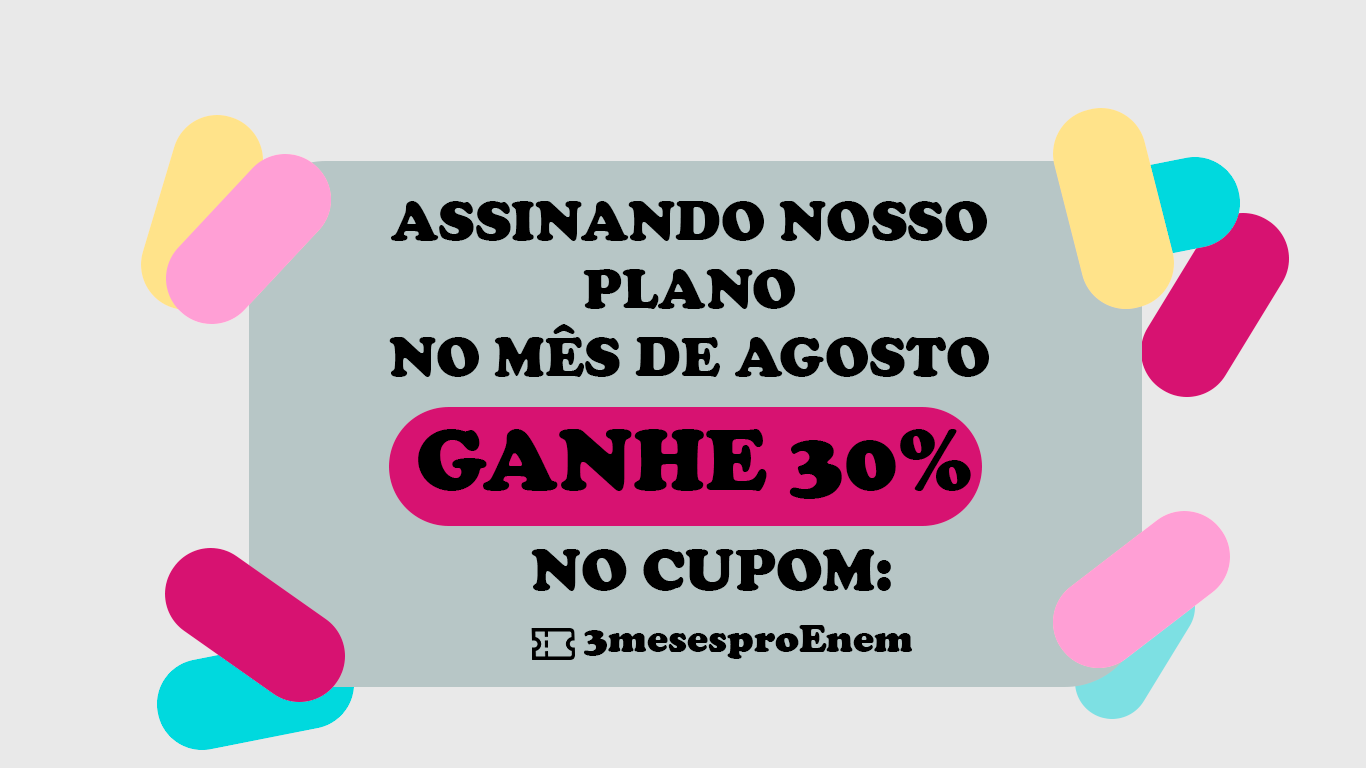 ASSINANDO NOSSO
PLANO
NO MÊS DE AGOSTO
GANHE 30%
NO CUPOM:
3mesesproEnem